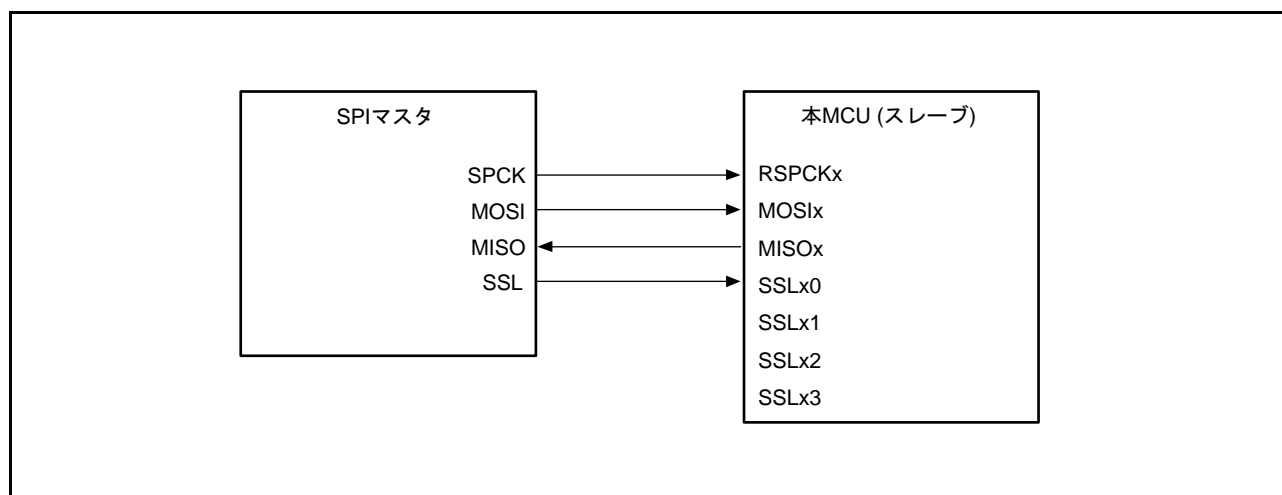 SPIマスタ
SPCK
MOSI
MISO
SSL
本MCU (スレーブ)
RSPCKx
MOSIx
MISOx
SSLx0
SSLx1
SSLx2
SSLx3